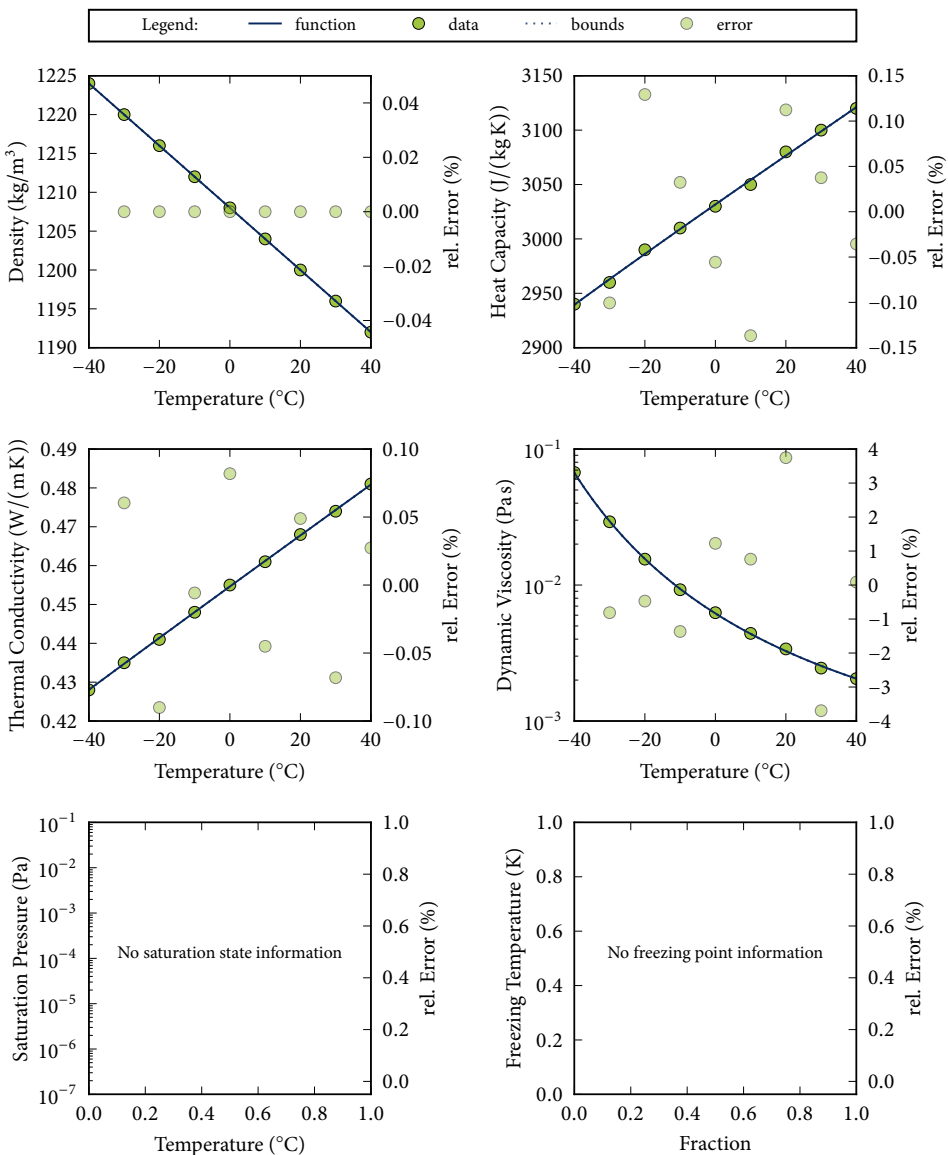 Legend: function data bounds error
1225
1220
1215
1210
1205
1200
1195
1190
Density (kg/m³)
−40 −20 0 20 40
Temperature (°C)
0.04
0.02
0.00
−0.02
−0.04
rel. Error (%)
3150
3100
3050
3000
2950
2900
Heat Capacity (J/(kg K))
−40 −20 0 20 40
Temperature (°C)
0.15
0.10
0.05
0.00
−0.05
−0.10
−0.15
rel. Error (%)
0.49
0.48
0.47
0.46
0.45
0.44
0.43
0.42
Thermal Conductivity (W/(m K))
−40 −20 0 20 40
Temperature (°C)
0.10
0.05
0.00
−0.05
−0.10
rel. Error (%)
10⁻¹
10⁻²
10⁻³
Dynamic Viscosity (Pa s)
−40 −20 0 20 40
Temperature (°C)
4
3
2
1
0
−1
−2
−3
−4
rel. Error (%)
10⁻¹
10⁻²
10⁻³
10⁻⁴
10⁻⁵
10⁻⁶
10⁻⁷
Saturation Pressure (Pa)
No saturation state information
0.0 0.2 0.4 0.6 0.8 1.0
Temperature (°C)
1.0
0.8
0.6
0.4
0.2
0.0
rel. Error (%)
1.0
0.8
0.6
0.4
0.2
0.0
Freezing Temperature (K)
No freezing point information
0.0 0.2 0.4 0.6 0.8 1.0
Fraction
1.0
0.8
0.6
0.4
0.2
0.0
rel. Error (%)